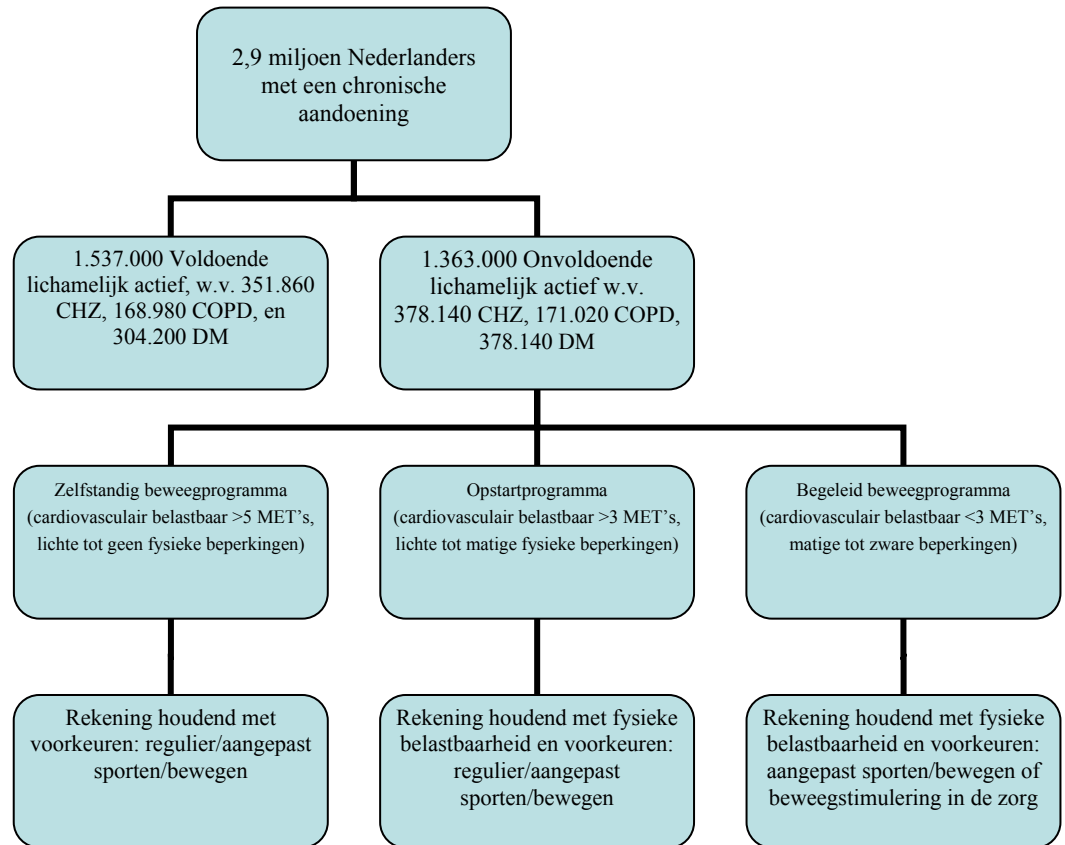 2,9 miljoen Nederlanders
met een chronische
aandoening
1.537.000 Voldoende
lichamelijk actief, w.v. 351.860
CHZ, 168.980 COPD, en
304.200 DM
1.363.000 Onvoldoende
lichamelijk actief w.v.
378.140 CHZ, 171.020 COPD,
378.140 DM
Zelfstandig beweegprogramma
(cardiovasculair belastbaar >5 MET’s,
lichte tot geen fysieke beperkingen)
Opstartprogramma
(cardiovasculair belastbaar >3 MET’s,
lichte tot matige fysieke beperkingen)
Begeleid beweegprogramma
(cardiovasculair belastbaar <3 MET’s,
matige tot zware beperkingen)
Rekening houdend met
voorkeuren: regulier/aangepast
sporten/bewegen
Rekening houdend met fysieke
belastbaarheid en voorkeuren:
regulier/aangepast
sporten/bewegen
Rekening houdend met fysieke
belastbaarheid en voorkeuren:
aangepast sporten/bewegen of
beweegstimulering in de zorg